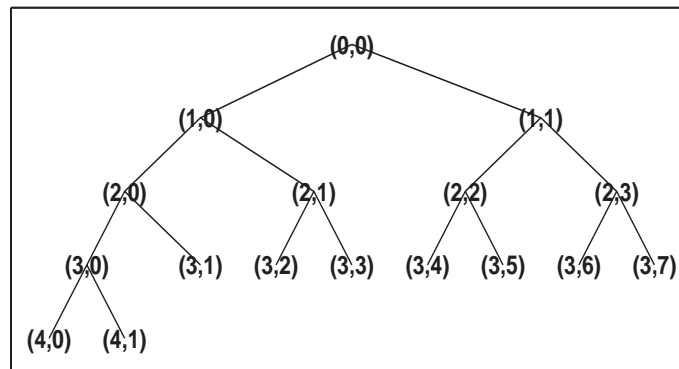 (0,0)
(1,0) (1,1)
(2,0) (2,1) (2,2) (2,3)
(3,0) (3,1) (3,2) (3,3) (3,4) (3,5) (3,6) (3,7)
(4,0) (4,1)